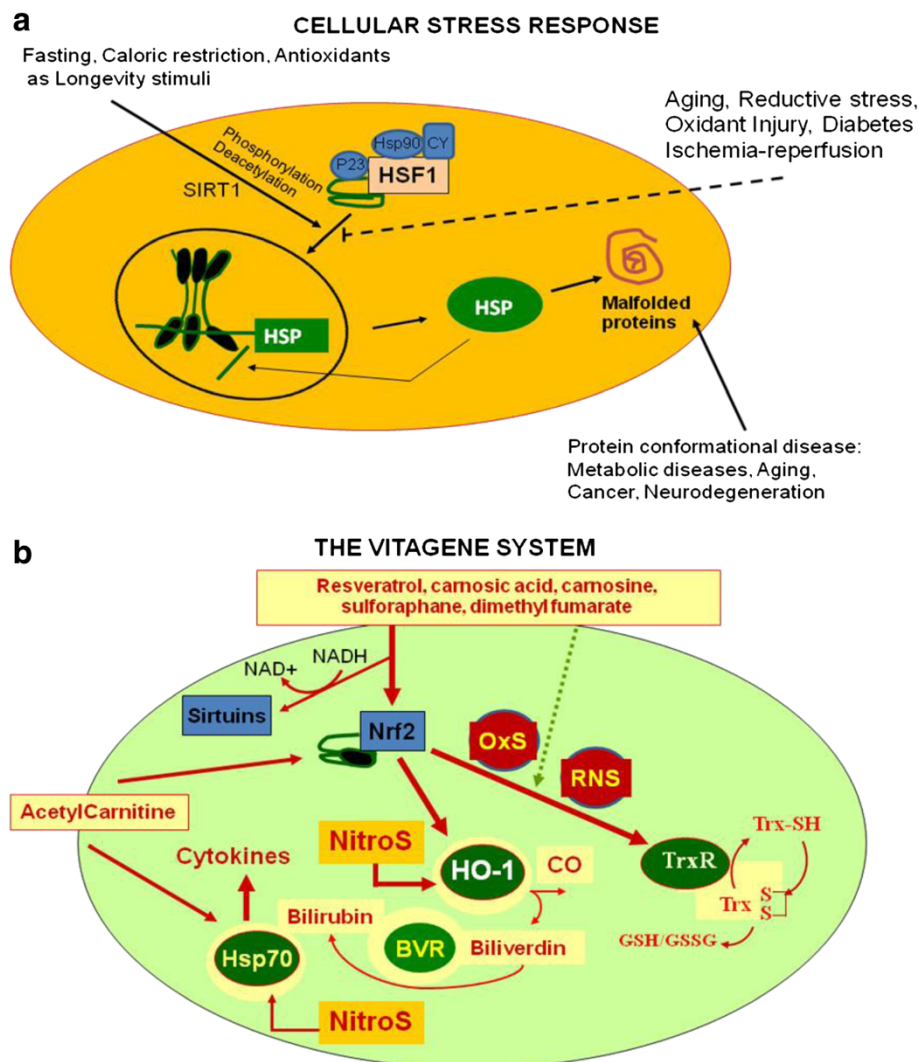 a
CELLULAR STRESS RESPONSE
Fasting, Caloric restriction, Antioxidants
as Longevity stimuli
Aging, Reductive stress,
Oxidant Injury, Diabetes
Ischemia-reperfusion
Phosphorylation
Deacetylation
SIRT1
P23
Hsp90
CY
HSF1
HSP
HSP
Malfolded
proteins
Protein conformational disease:
Metabolic diseases, Aging,
Cancer, Neurodegeneration
b
THE VITAGENE SYSTEM
Resveratrol, carnosic acid, carnosine,
sulforaphane, dimethyl fumarate
NAD+
NADH
Sirtuins
Nrf2
OxS
RNS
AcetylCarnitine
Cytokines
NitroS
HO-1
CO
TrxR
Trx-SH
Trx
S
S
GSH/GSSG
Bilirubin
BVR
Biliverdin
Hsp70
NitroS